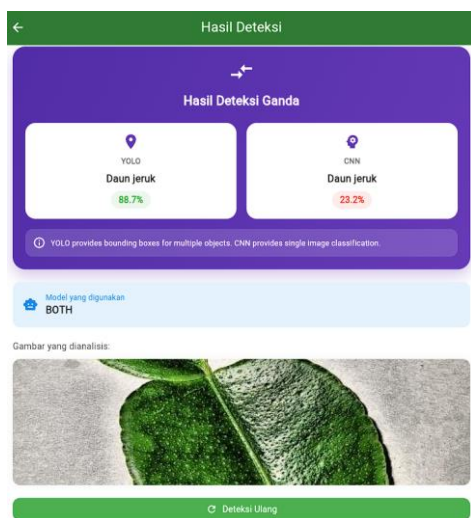 Hasil Deteksi
Hasil Deteksi Ganda
YOLO
Daun jeruk
88.7%
CNN
Daun jeruk
23.2%
YOLO provides bounding boxes for multiple objects. CNN provides single image classification.
Model yang digunakan
BOTH
Gambar yang dianalisis:
Deteksi Ulang